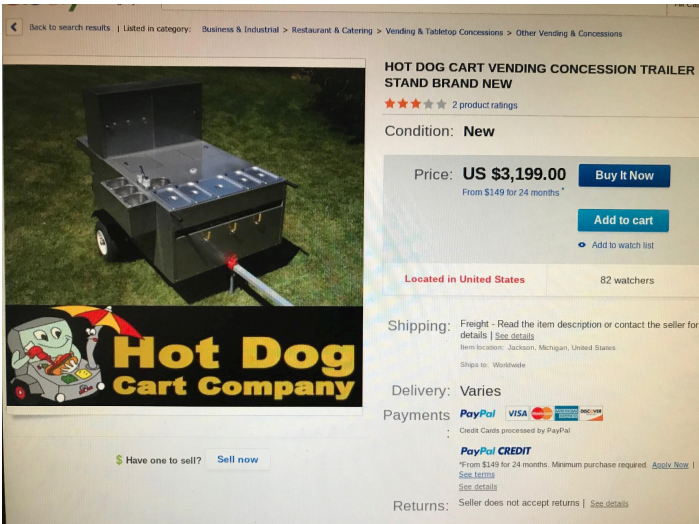 Back to search results | Listed in category: Business & Industrial > Restaurant & Catering > Vending & Tabletop Concessions > Other Vending & Concessions
HOT DOG CART VENDING CONCESSION TRAILER
STAND BRAND NEW
2 product ratings
Condition: New
Price: US $3,199.00
Buy It Now
From $149 for 24 months *
Add to cart
Add to watch list
Located in United States
82 watchers
Shipping: Freight - Read the item description or contact the seller for
details | See details
Item location: Jackson, Michigan, United States
Ships to: Worldwide
Hot Dog
Cart Company
Delivery: Varies
Payments
:
PayPal VISA MasterCard DISCOVER
Credit Cards processed by PayPal
PayPal CREDIT
*From $149 for 24 months. Minimum purchase required. Apply Now |
See terms
See details
$ Have one to sell? Sell now
Returns: Seller does not accept returns | See details